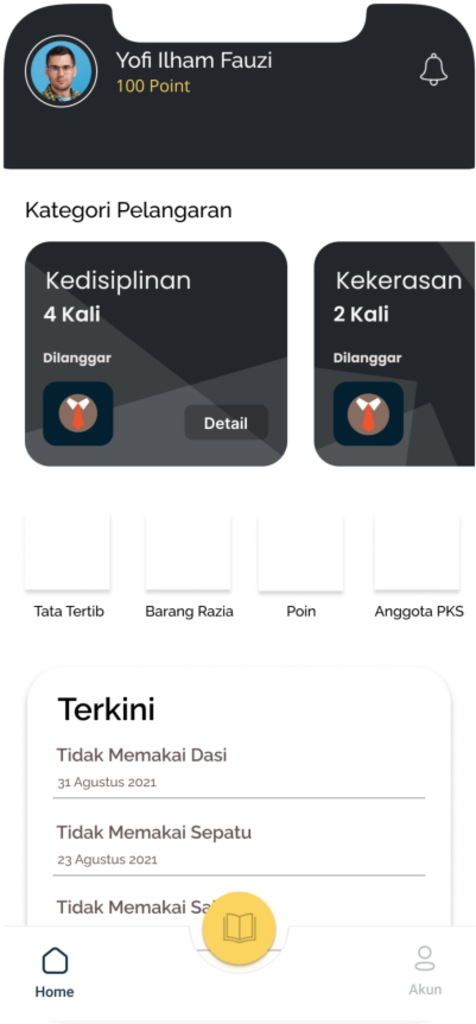 Yofi Ilham Fauzi
100 Point
Kategori Pelangaran
Kedisiplinan
4 Kali
Dilanggar
Detail
Kekerasan
2 Kali
Dilanggar
Tata Tertib
Barang Razia
Poin
Anggota PKS
Terkini
Tidak Memakai Dasi
31 Agustus 2021
Tidak Memakai Sepatu
23 Agustus 2021
Tidak Memakai
Home
Akun